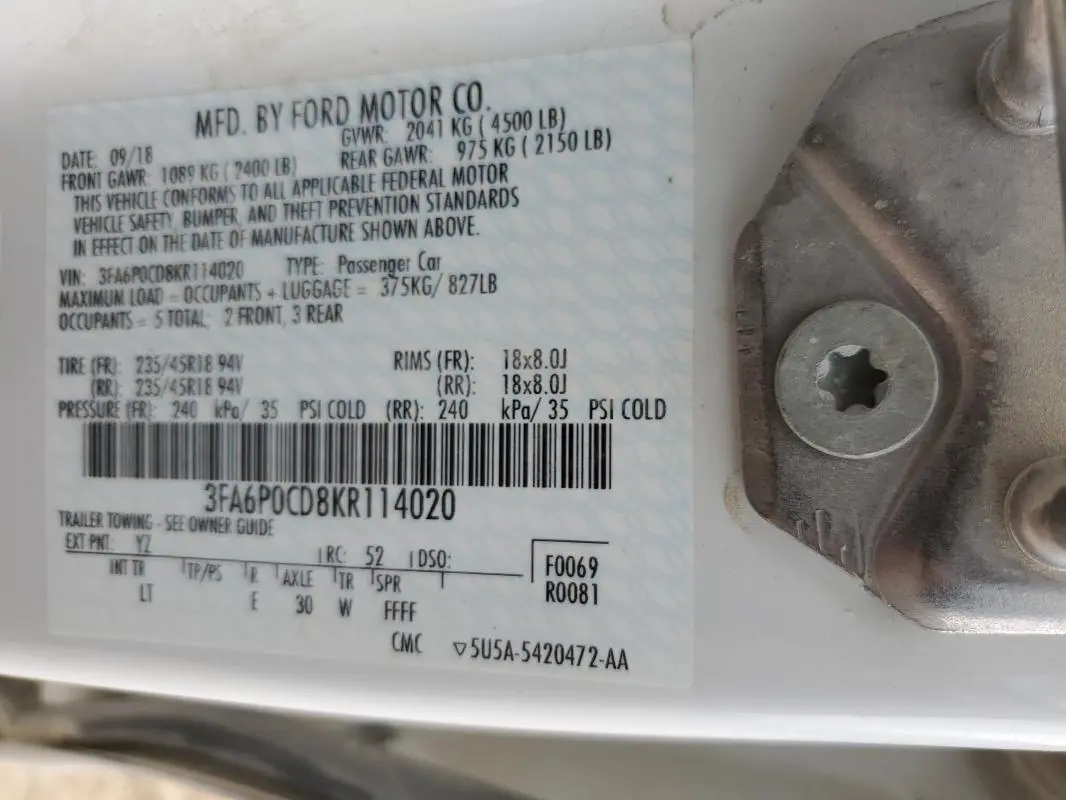 MFD. BY FORD MOTOR CO.
DATE: 09/18 GVWR: 2041 KG ( 4500 LB)
FRONT GAWR: 1089 KG ( 2400 LB) REAR GAWR: 975 KG ( 2150 LB)
THIS VEHICLE CONFORMS TO ALL APPLICABLE FEDERAL MOTOR
VEHICLE SAFETY, BUMPER, AND THEFT PREVENTION STANDARDS
IN EFFECT ON THE DATE OF MANUFACTURE SHOWN ABOVE.
VIN: 3FA6P0CD8KR114020 TYPE: Passenger Car
MAXIMUM LOAD = OCCUPANTS + LUGGAGE = 375KG/ 827LB
OCCUPANTS = 5 TOTAL, 2 FRONT, 3 REAR
TIRE (FR): 235/45R18 94V RIMS (FR): 18x8.0J
(RR): 235/45R18 94V (RR): 18x8.0J
PRESSURE (FR): 240 kPa/ 35 PSI COLD (RR): 240 kPa/ 35 PSI COLD
3FA6P0CD8KR114020
TRAILER TOWING - SEE OWNER GUIDE
EXT PNT: YZ RC: 52 DSO:
INT TR TP/PS R AXLE TR SPR
LT E 30 W FFFF
F0069
R0081
CMC ▽5U5A-5420472-AA